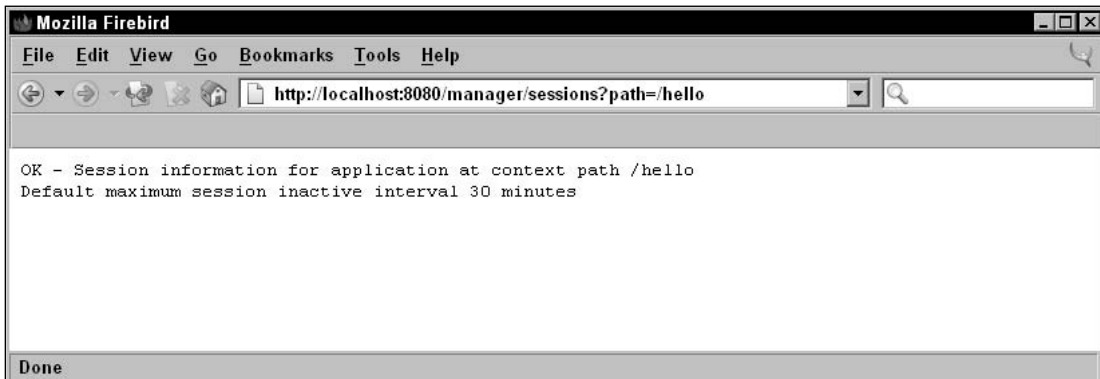 Mozilla Firebird
File Edit View Go Bookmarks Tools Help
http://localhost:8080/manager/sessions?path=/hello
OK - Session information for application at context path /hello
Default maximum session inactive interval 30 minutes
Done